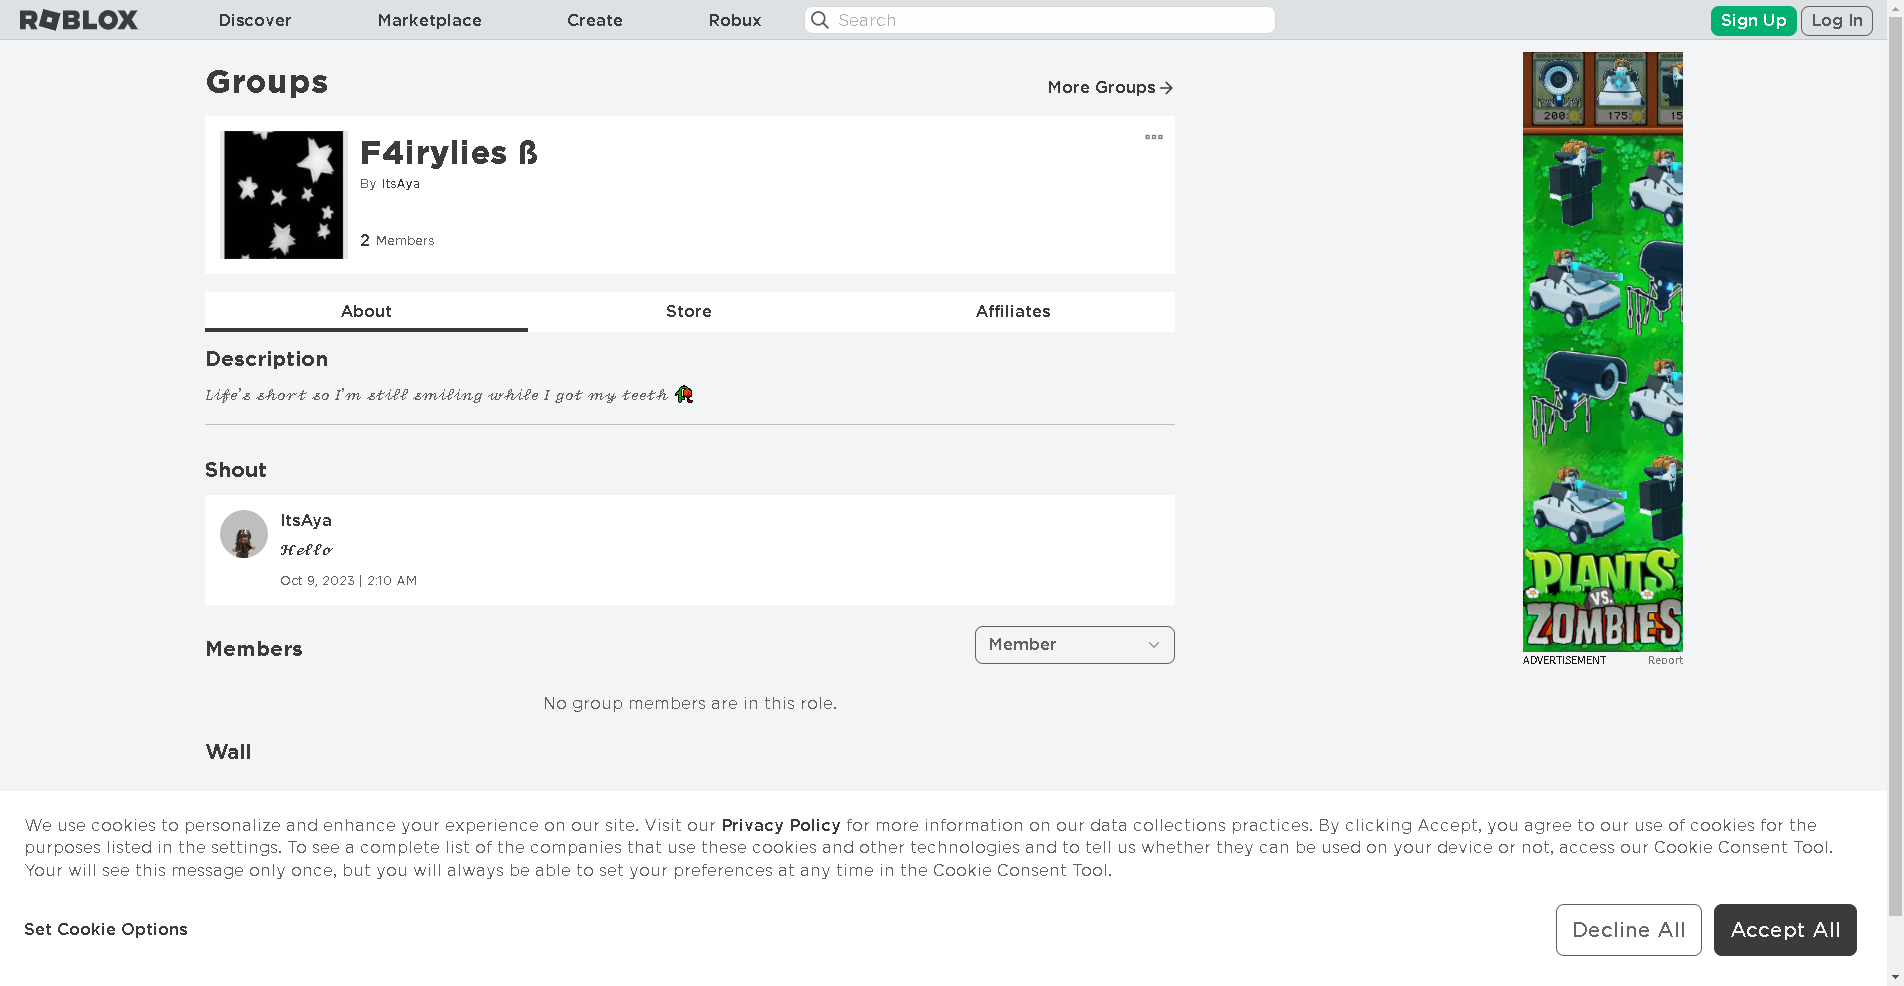 ROBLOX Discover Marketplace Create Robux Search Sign Up Log In
Groups
More Groups
F4irylies ß
By ItsAya
2 Members
About Store Affiliates
Description
𝓛𝓲𝓯𝓮'𝓼 𝓼𝓱𝓸𝓻𝓽 𝓼𝓸 𝓘'𝓶 𝓼𝓽𝓲𝓵𝓵 𝓼𝓶𝓲𝓵𝓲𝓷𝓰 𝔀𝓱𝓲𝓵𝓮 𝓘 𝓰𝓸𝓽 𝓶𝔂 𝓽𝓮𝓮𝓽𝓱 🥀
Shout
ItsAya
𝓗𝓮𝓵𝓵𝓸
Oct 9, 2023 | 2:10 AM
Members
Member
No group members are in this role.
Wall
200 175 15
PLANTS
VS.
ZOMBIES
ADVERTISEMENT Report
We use cookies to personalize and enhance your experience on our site. Visit our Privacy Policy for more information on our data collections practices. By clicking Accept, you agree to our use of cookies for the
purposes listed in the settings. To see a complete list of the companies that use these cookies and other technologies and to tell us whether they can be used on your device or not, access our Cookie Consent Tool.
Your will see this message only once, but you will always be able to set your preferences at any time in the Cookie Consent Tool.
Set Cookie Options
Decline All
Accept All